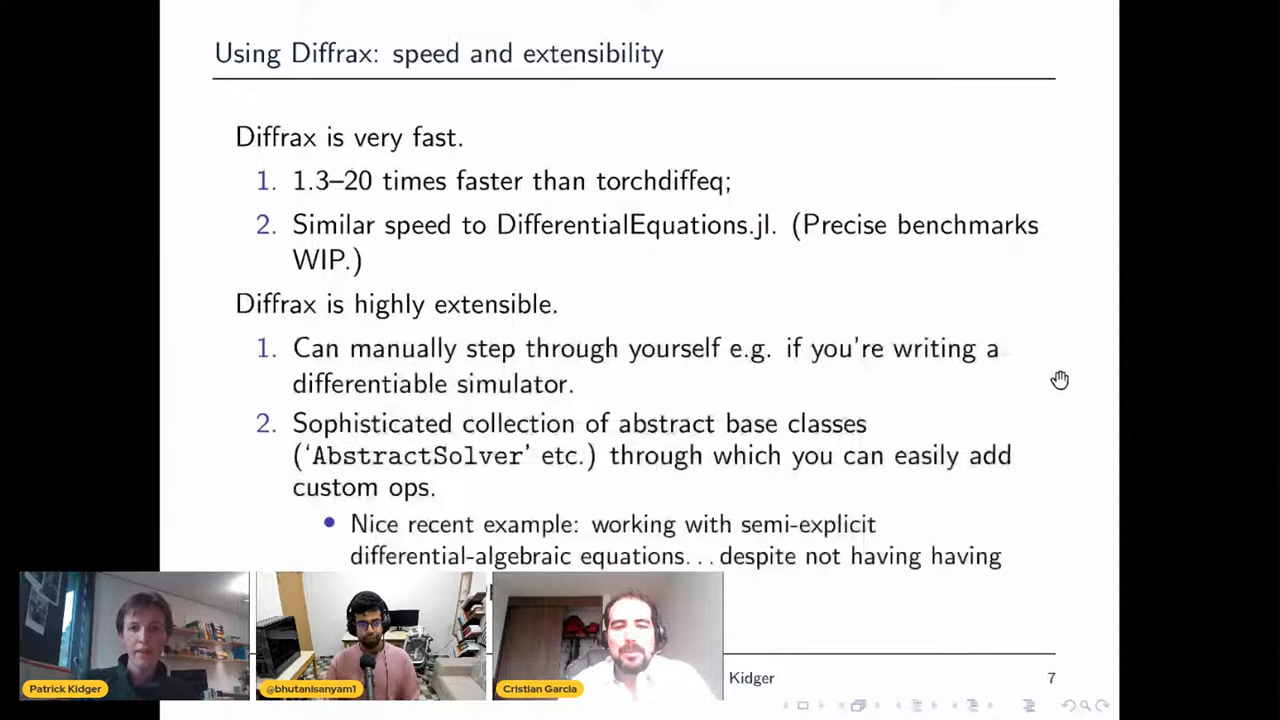 Using Diffrax: speed and extensibility
Diffrax is very fast.
1. 1.3–20 times faster than torchdiffeq;
2. Similar speed to DifferentialEquations.jl. (Precise benchmarks
WIP.)
Diffrax is highly extensible.
1. Can manually step through yourself e.g. if you're writing a
differentiable simulator.
2. Sophisticated collection of abstract base classes
(‘AbstractSolver’ etc.) through which you can easily add
custom ops.
• Nice recent example: working with semi-explicit
differential-algebraic equations...despite not having having
Patrick Kidger
@bhutanisanyam1
Cristian Garcia
Kidger
7